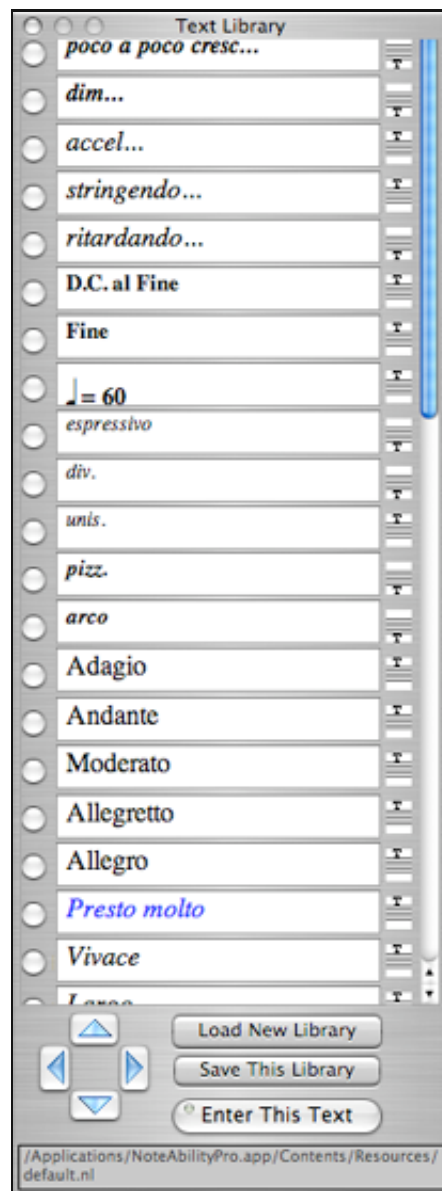 Text Library
poco a poco cresc...
dim...
accel...
stringendo...
ritardando...
D.C. al Fine
Fine
♩= 60
espressivo
div.
unis.
pizz.
arco
Adagio
Andante
Moderato
Allegretto
Allegro
Presto molto
Vivace
Largo
Load New Library
Save This Library
Enter This Text
/Applications/NoteAbilityPro.app/Contents/Resources/
default.nl